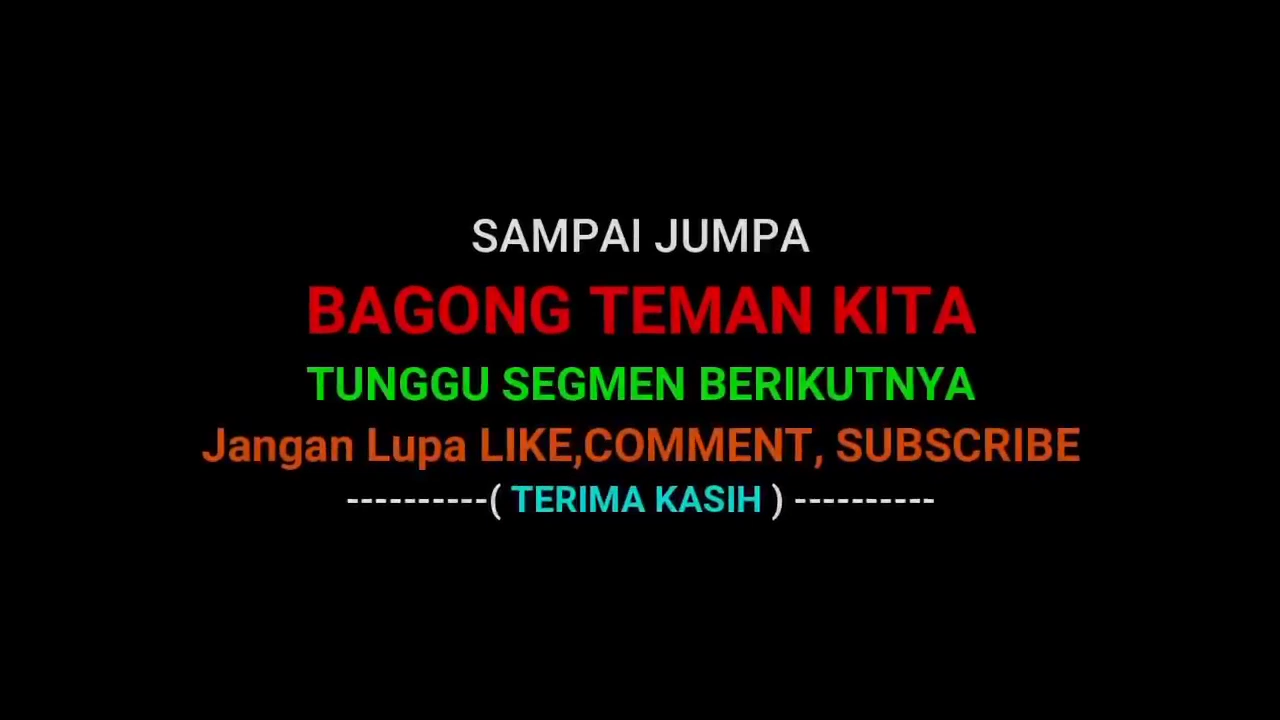 SAMPAI JUMPA
BAGONG TEMAN KITA
TUNGGU SEGMEN BERIKUTNYA
Jangan Lupa LIKE,COMMENT, SUBSCRIBE
----------( TERIMA KASIH ) ----------